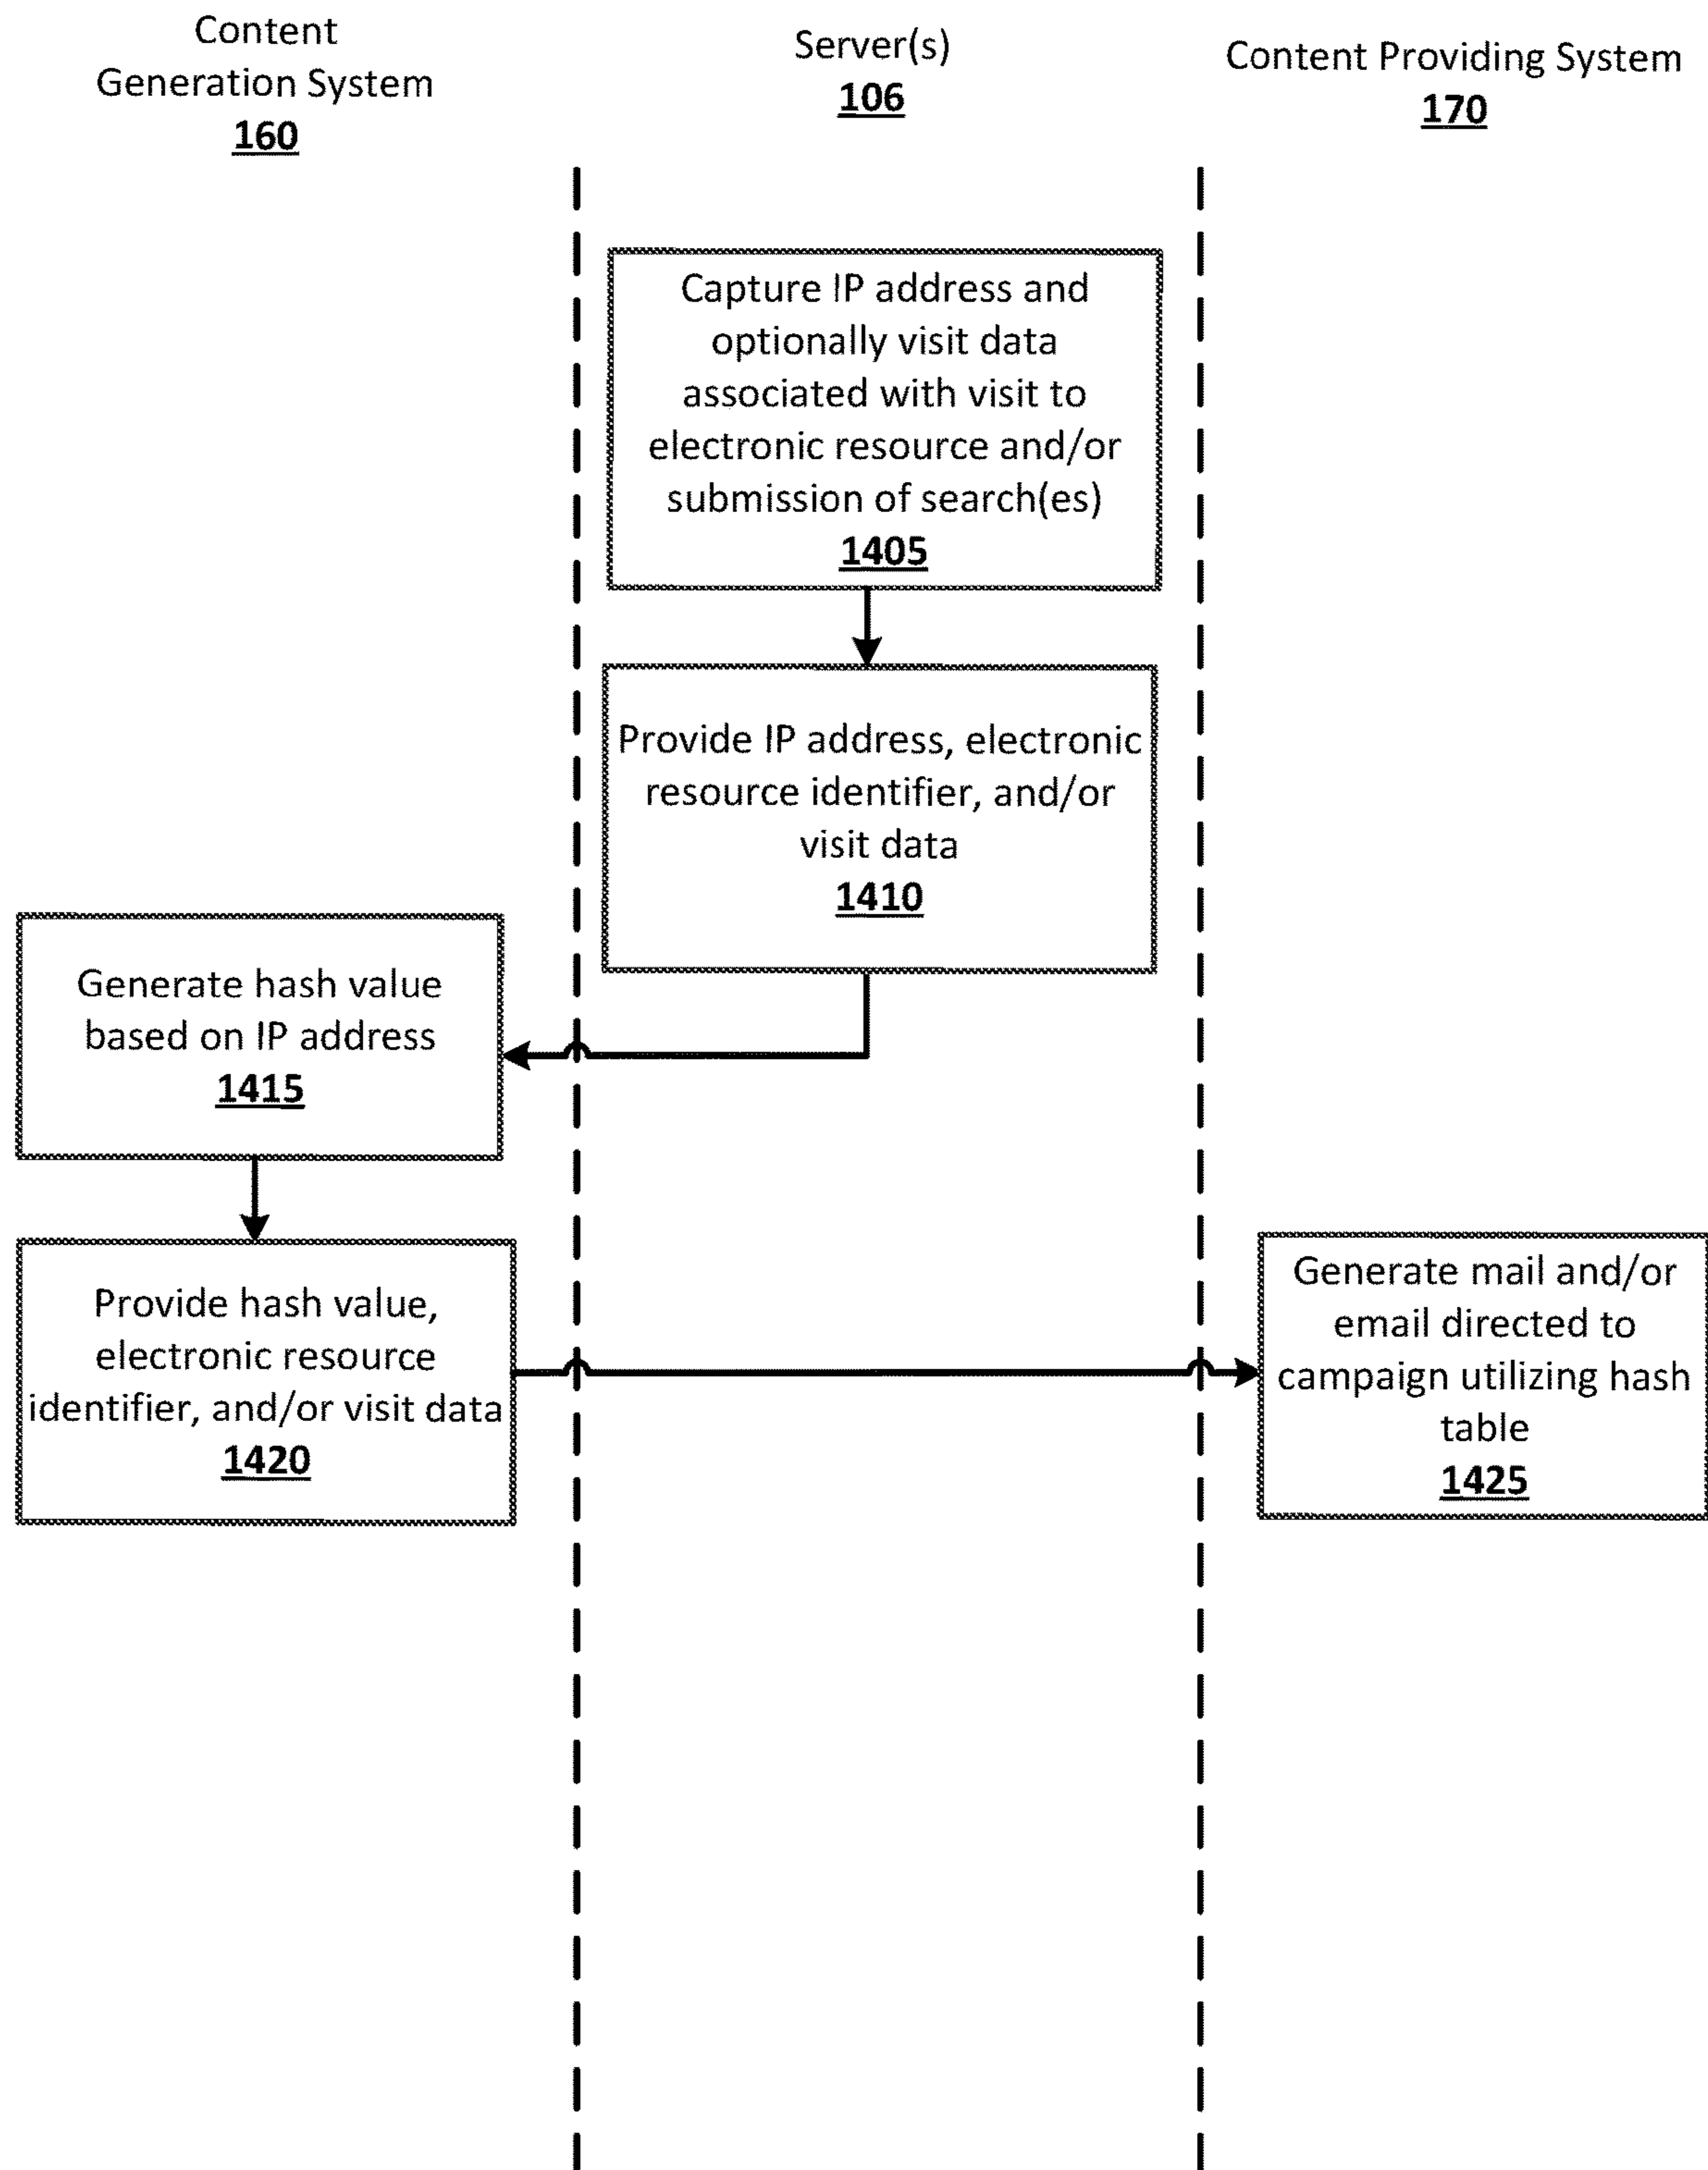 Content
Generation System
160
Server(s)
106
Content Providing System
170
Capture IP address and
optionally visit data
associated with visit to
electronic resource and/or
submission of search(es)
1405
Provide IP address, electronic
resource identifier, and/or
visit data
1410
Generate hash value
based on IP address
1415
Provide hash value,
electronic resource
identifier, and/or visit data
1420
Generate mail and/or
email directed to
campaign utilizing hash
table
1425